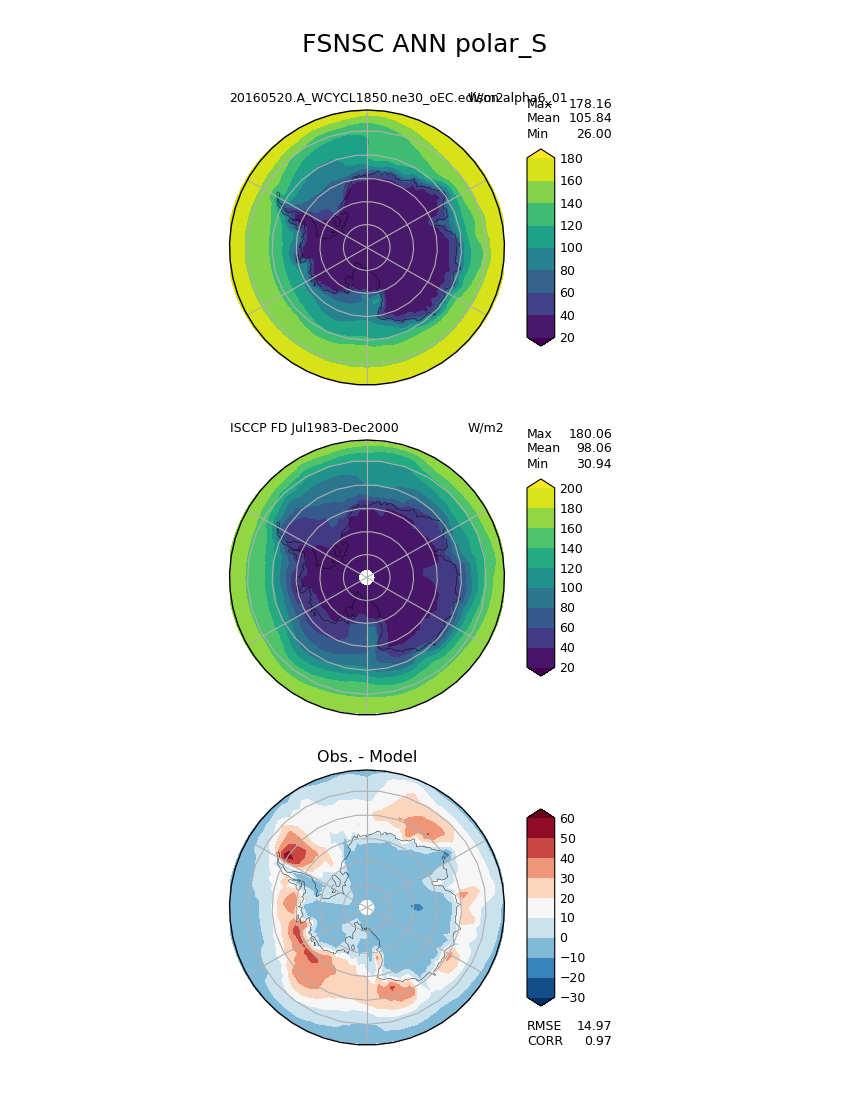 FSNSC ANN polar_S
20160520.A_WCYCL1850.ne30_oEC.edison.alpha6_01 W/m2
Max 178.16
Mean 105.84
Min 26.00
180
160
140
120
100
80
60
40
20
ISCCP FD Jul1983-Dec2000 W/m2
Max 180.06
Mean 98.06
Min 30.94
200
180
160
140
120
100
80
60
40
20
Obs. - Model
60
50
40
30
20
10
0
−10
−20
−30
RMSE 14.97
CORR 0.97